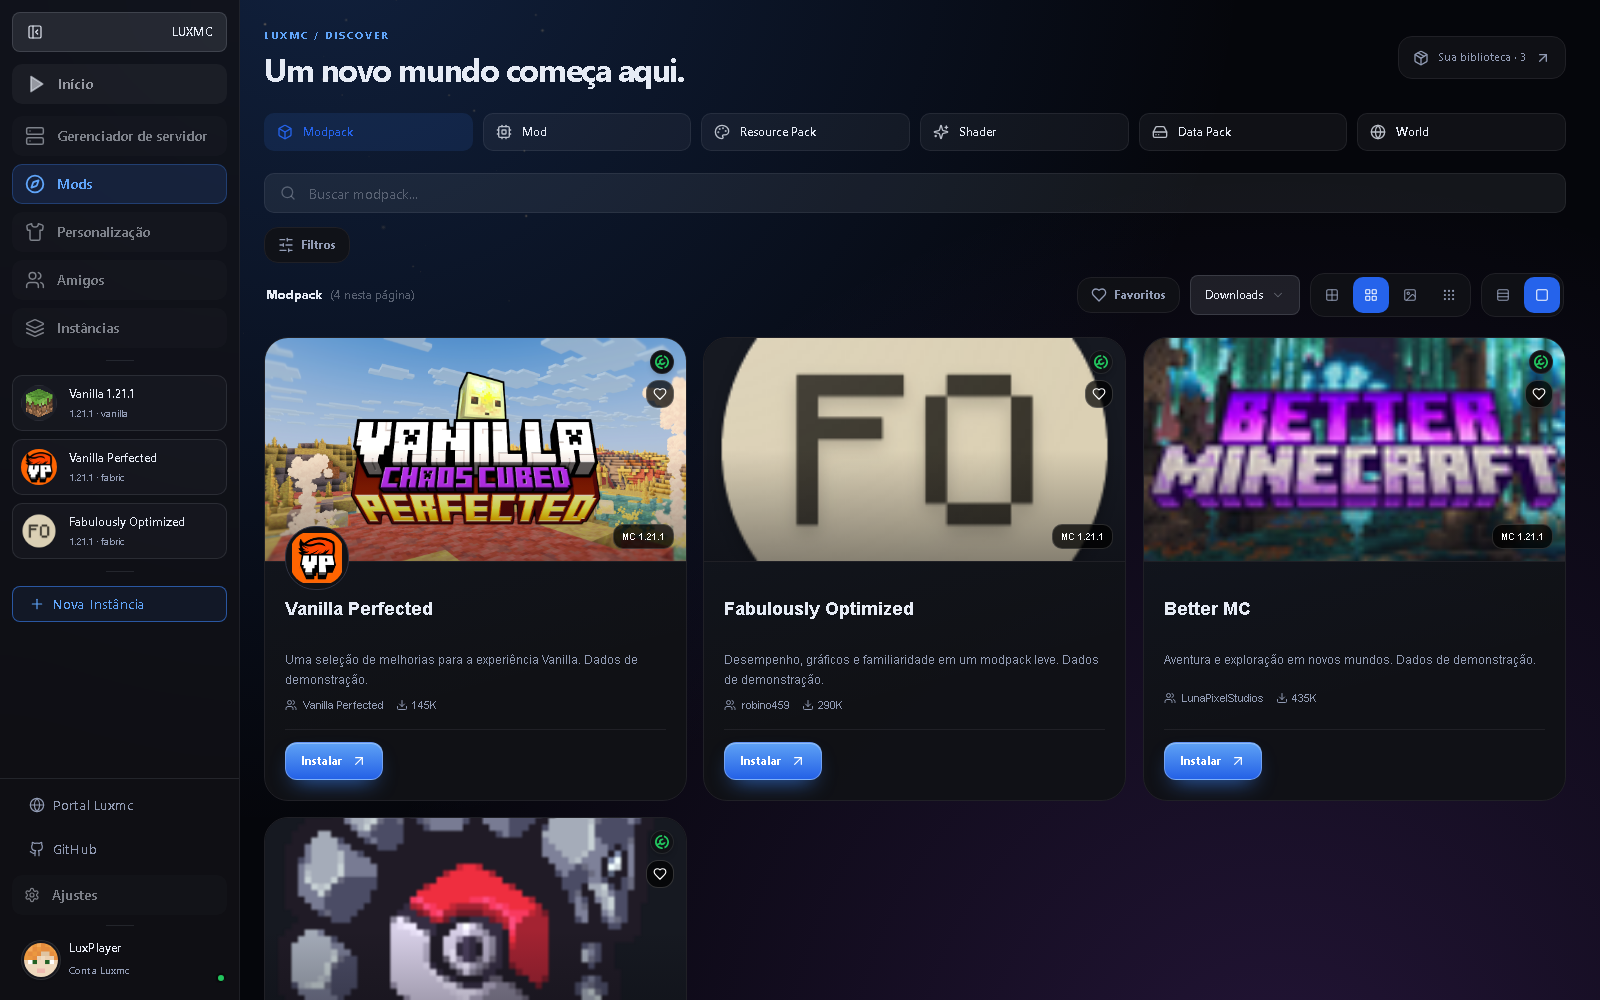 LUXMC
Início
Gerenciador de servidor
Mods
Personalização
Amigos
Instâncias
Vanilla 1.21.1
1.21.1 · vanilla
VP
Vanilla Perfected
1.21.1 · fabric
FO
Fabulously Optimized
1.21.1 · fabric
Nova Instância
Portal Luxmc
GitHub
Ajustes
LuxPlayer
Conta Luxmc
LUXMC / DISCOVER
Um novo mundo começa aqui.
Sua biblioteca · 3
Modpack
Mod
Resource Pack
Shader
Data Pack
World
Buscar modpack...
Filtros
Modpack (4 nesta página)
Favoritos
Downloads
VANILLA
CHAOS CUBED
PERFECTED
MC 1.21.1
VP
Vanilla Perfected
Uma seleção de melhorias para a experiência Vanilla. Dados de
demonstração.
Vanilla Perfected 145K
Instalar
FO
MC 1.21.1
Fabulously Optimized
Desempenho, gráficos e familiaridade em um modpack leve. Dados
de demonstração.
robino459 290K
Instalar
BETTER
MINECRAFT
MC 1.21.1
Better MC
Aventura e exploração em novos mundos. Dados de demonstração.
LunaPixelStudios 435K
Instalar